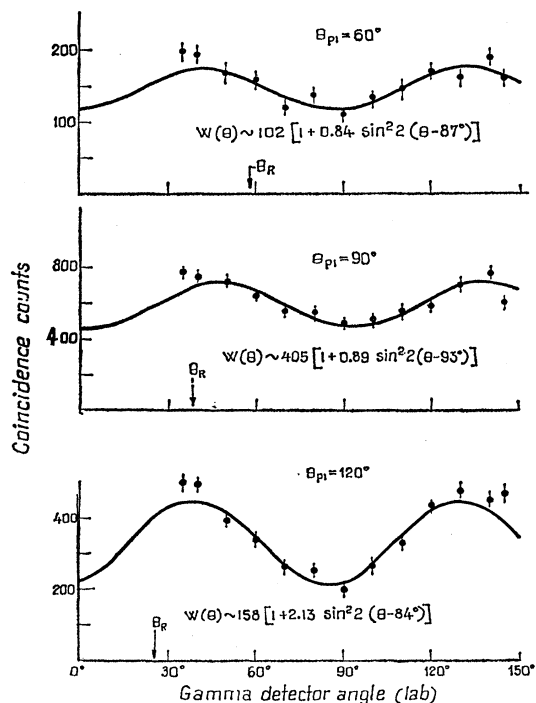 θp₁=60°
200
100
W(θ)~102 [1+0.84 sin²2 (θ-87°)]
θR
Coincidence counts
θp₁=90°
800
400
W(θ)~405[1+0.89 sin²2(θ-93°)]
θR
θp₁=120°
400
200
W(θ)~158 [1+2.13 sin²2 (θ-84°)]
θR
0° 30° 60° 90° 120° 150°
Gamma detector angle (lab)